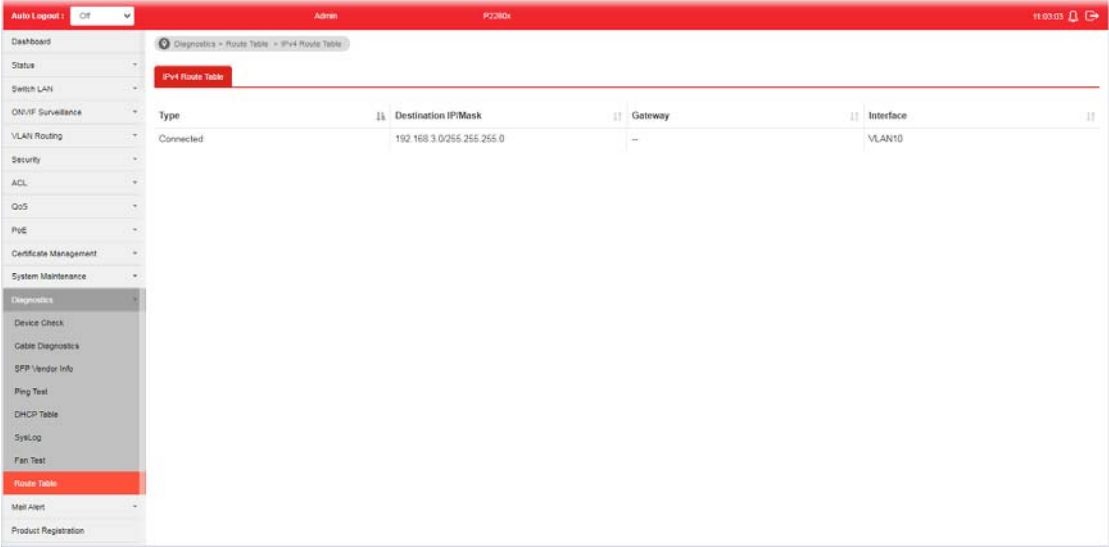 Auto Logout : Off Admin P2280x 11:03:03
Dashboard
Status
Switch LAN
ONVIF Surveillance
VLAN Routing
Security
ACL
QoS
PoE
Certificate Management
System Maintenance
Diagnostics
Device Check
Cable Diagnostics
SFP Vendor Info
Ping Test
DHCP Table
SysLog
Fan Test
Route Table
Mail Alert
Product Registration
Diagnostics > Route Table > IPv4 Route Table
IPv4 Route Table
Type Destination IP/Mask Gateway Interface
Connected 192.168.3.0/255.255.255.0 -- VLAN10